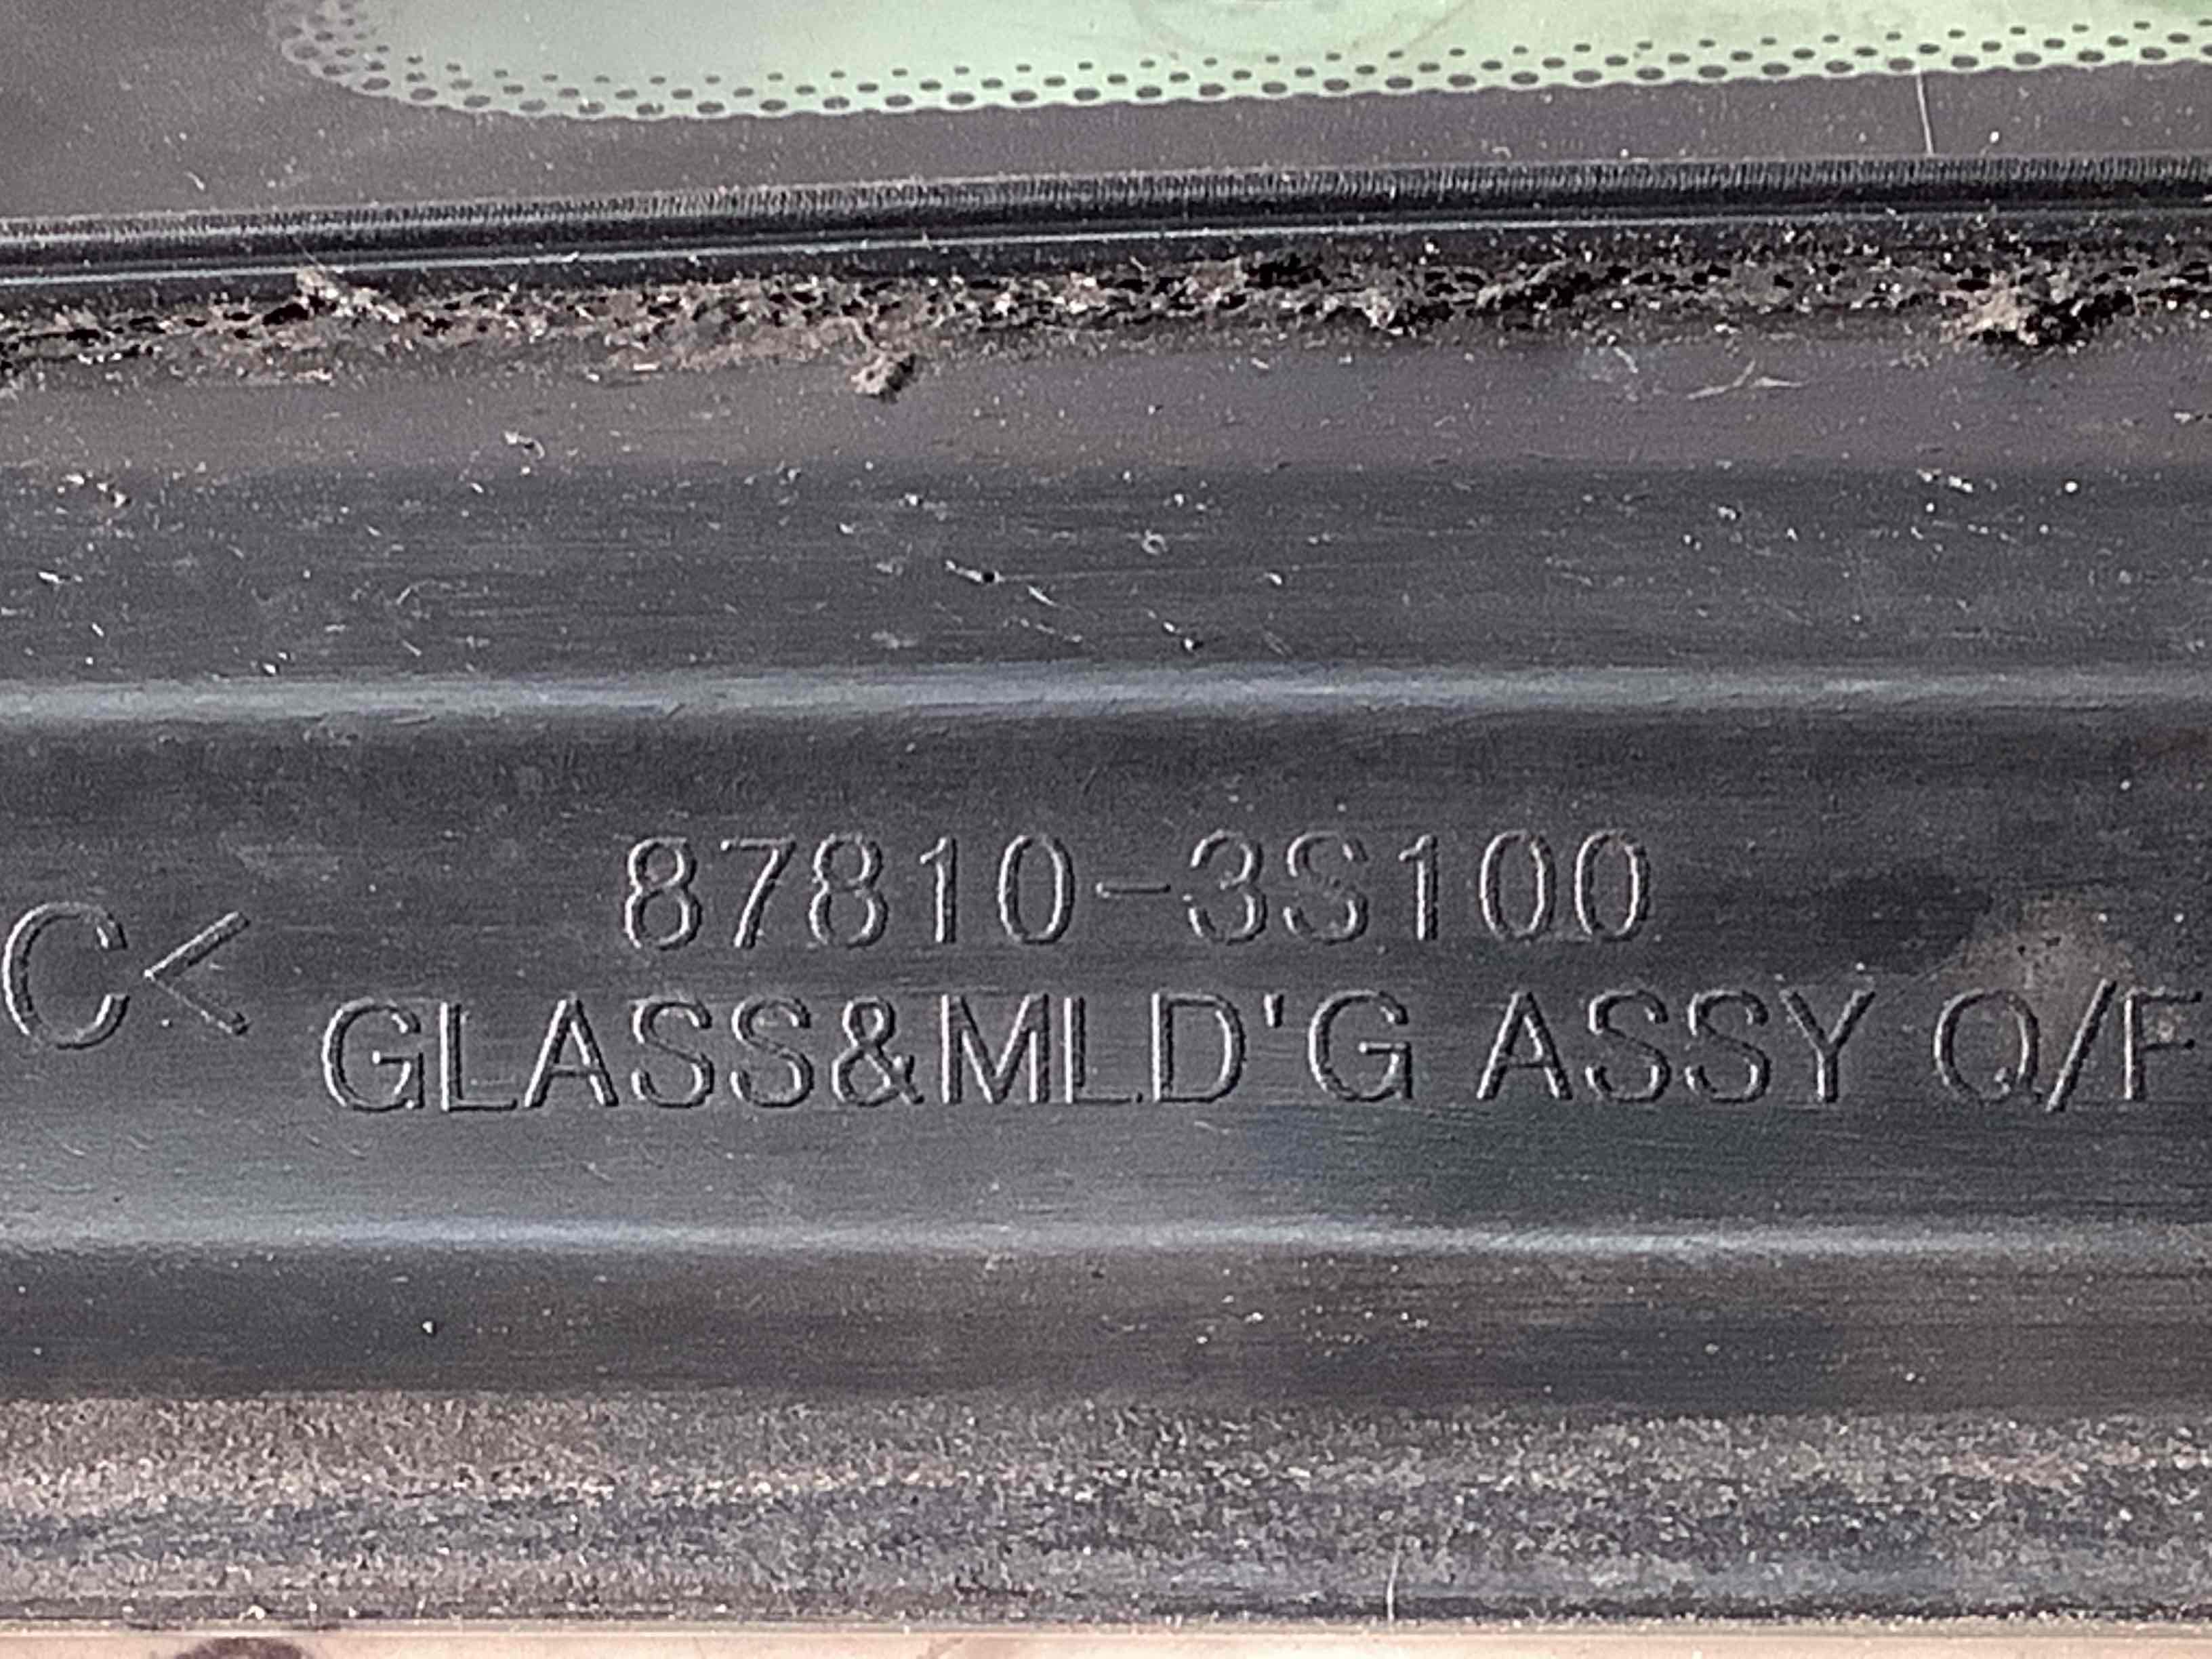 87810-3S100
C<
GLASS&MLD'G ASSY Q/F